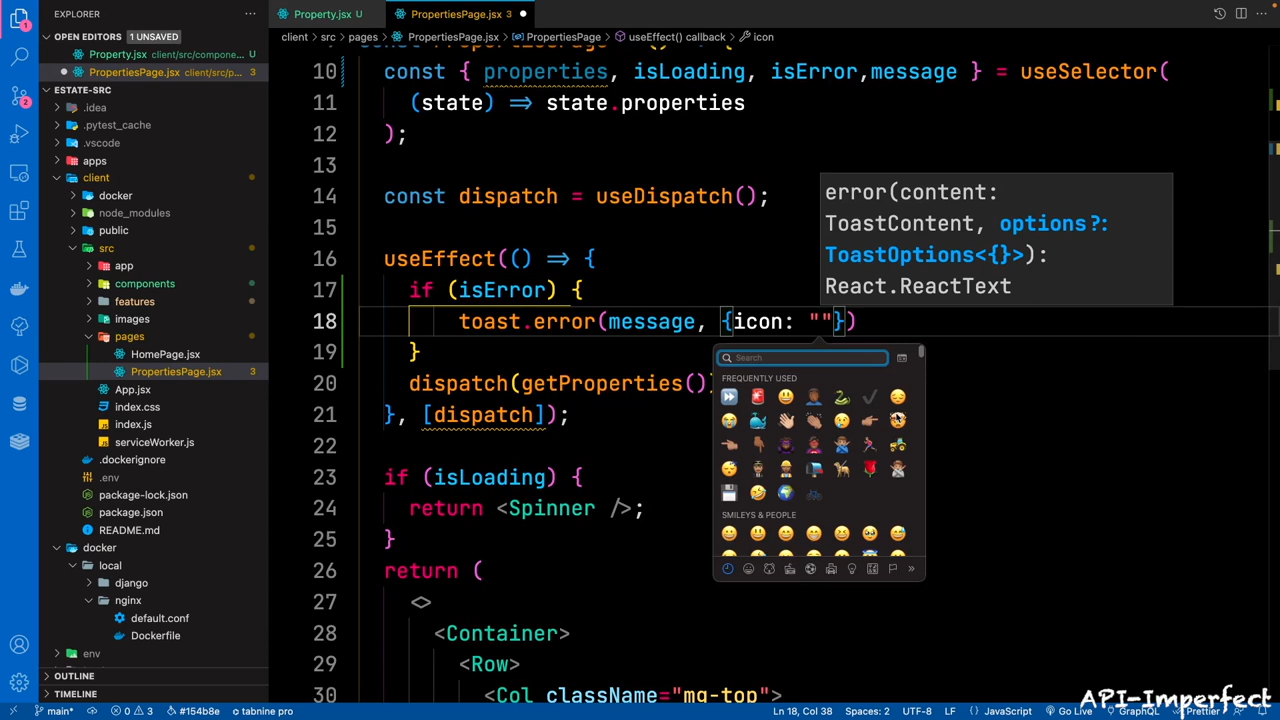 EXPLORER
OPEN EDITORS 1 UNSAVED
Property.jsx client/src/compone... U
PropertiesPage.jsx client/src/p... 3
ESTATE-SRC
.idea
.pytest_cache
.vscode
apps
client
docker
node_modules
public
src
app
components
features
images
pages
HomePage.jsx
PropertiesPage.jsx 3
App.jsx
index.css
index.js
serviceWorker.js
.dockerignore
.env
package-lock.json
package.json
README.md
docker
local
django
nginx
default.conf
Dockerfile
env
OUTLINE
TIMELINE
Property.jsx U
PropertiesPage.jsx 3
client > src > pages > PropertiesPage.jsx > PropertiesPage > useEffect() callback > icon
10 const { properties, isLoading, isError,message } = useSelector(
11 (state) => state.properties
12 );
13
14 const dispatch = useDispatch();
15
16 useEffect(() => {
17 if (isError) {
18 toast.error(message, {icon: ""})
19 }
20 dispatch(getProperties()
21 }, [dispatch]);
22
23 if (isLoading) {
24 return <Spinner />;
25 }
26 return (
27 <>
28 <Container>
29 <Row>
30 <Col className="mg-top">
error(content:
ToastContent, options?:
ToastOptions<{}>):
React.ReactText
Search
FREQUENTLY USED
SMILEYS & PEOPLE
API-Imperfect
main* 0 3 #154b8e tabnine pro
Ln 18, Col 38 Spaces: 2 UTF-8 LF JavaScript Go Live GraphQL Prettier